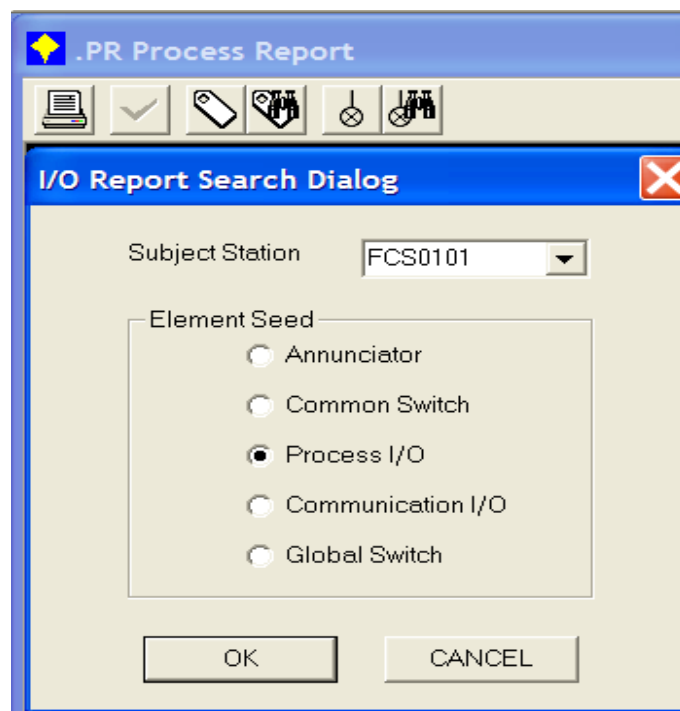 .PR Process Report
I/O Report Search Dialog
Subject Station FCS0101
Element Seed
Annunciator
Common Switch
Process I/O
Communication I/O
Global Switch
OK CANCEL